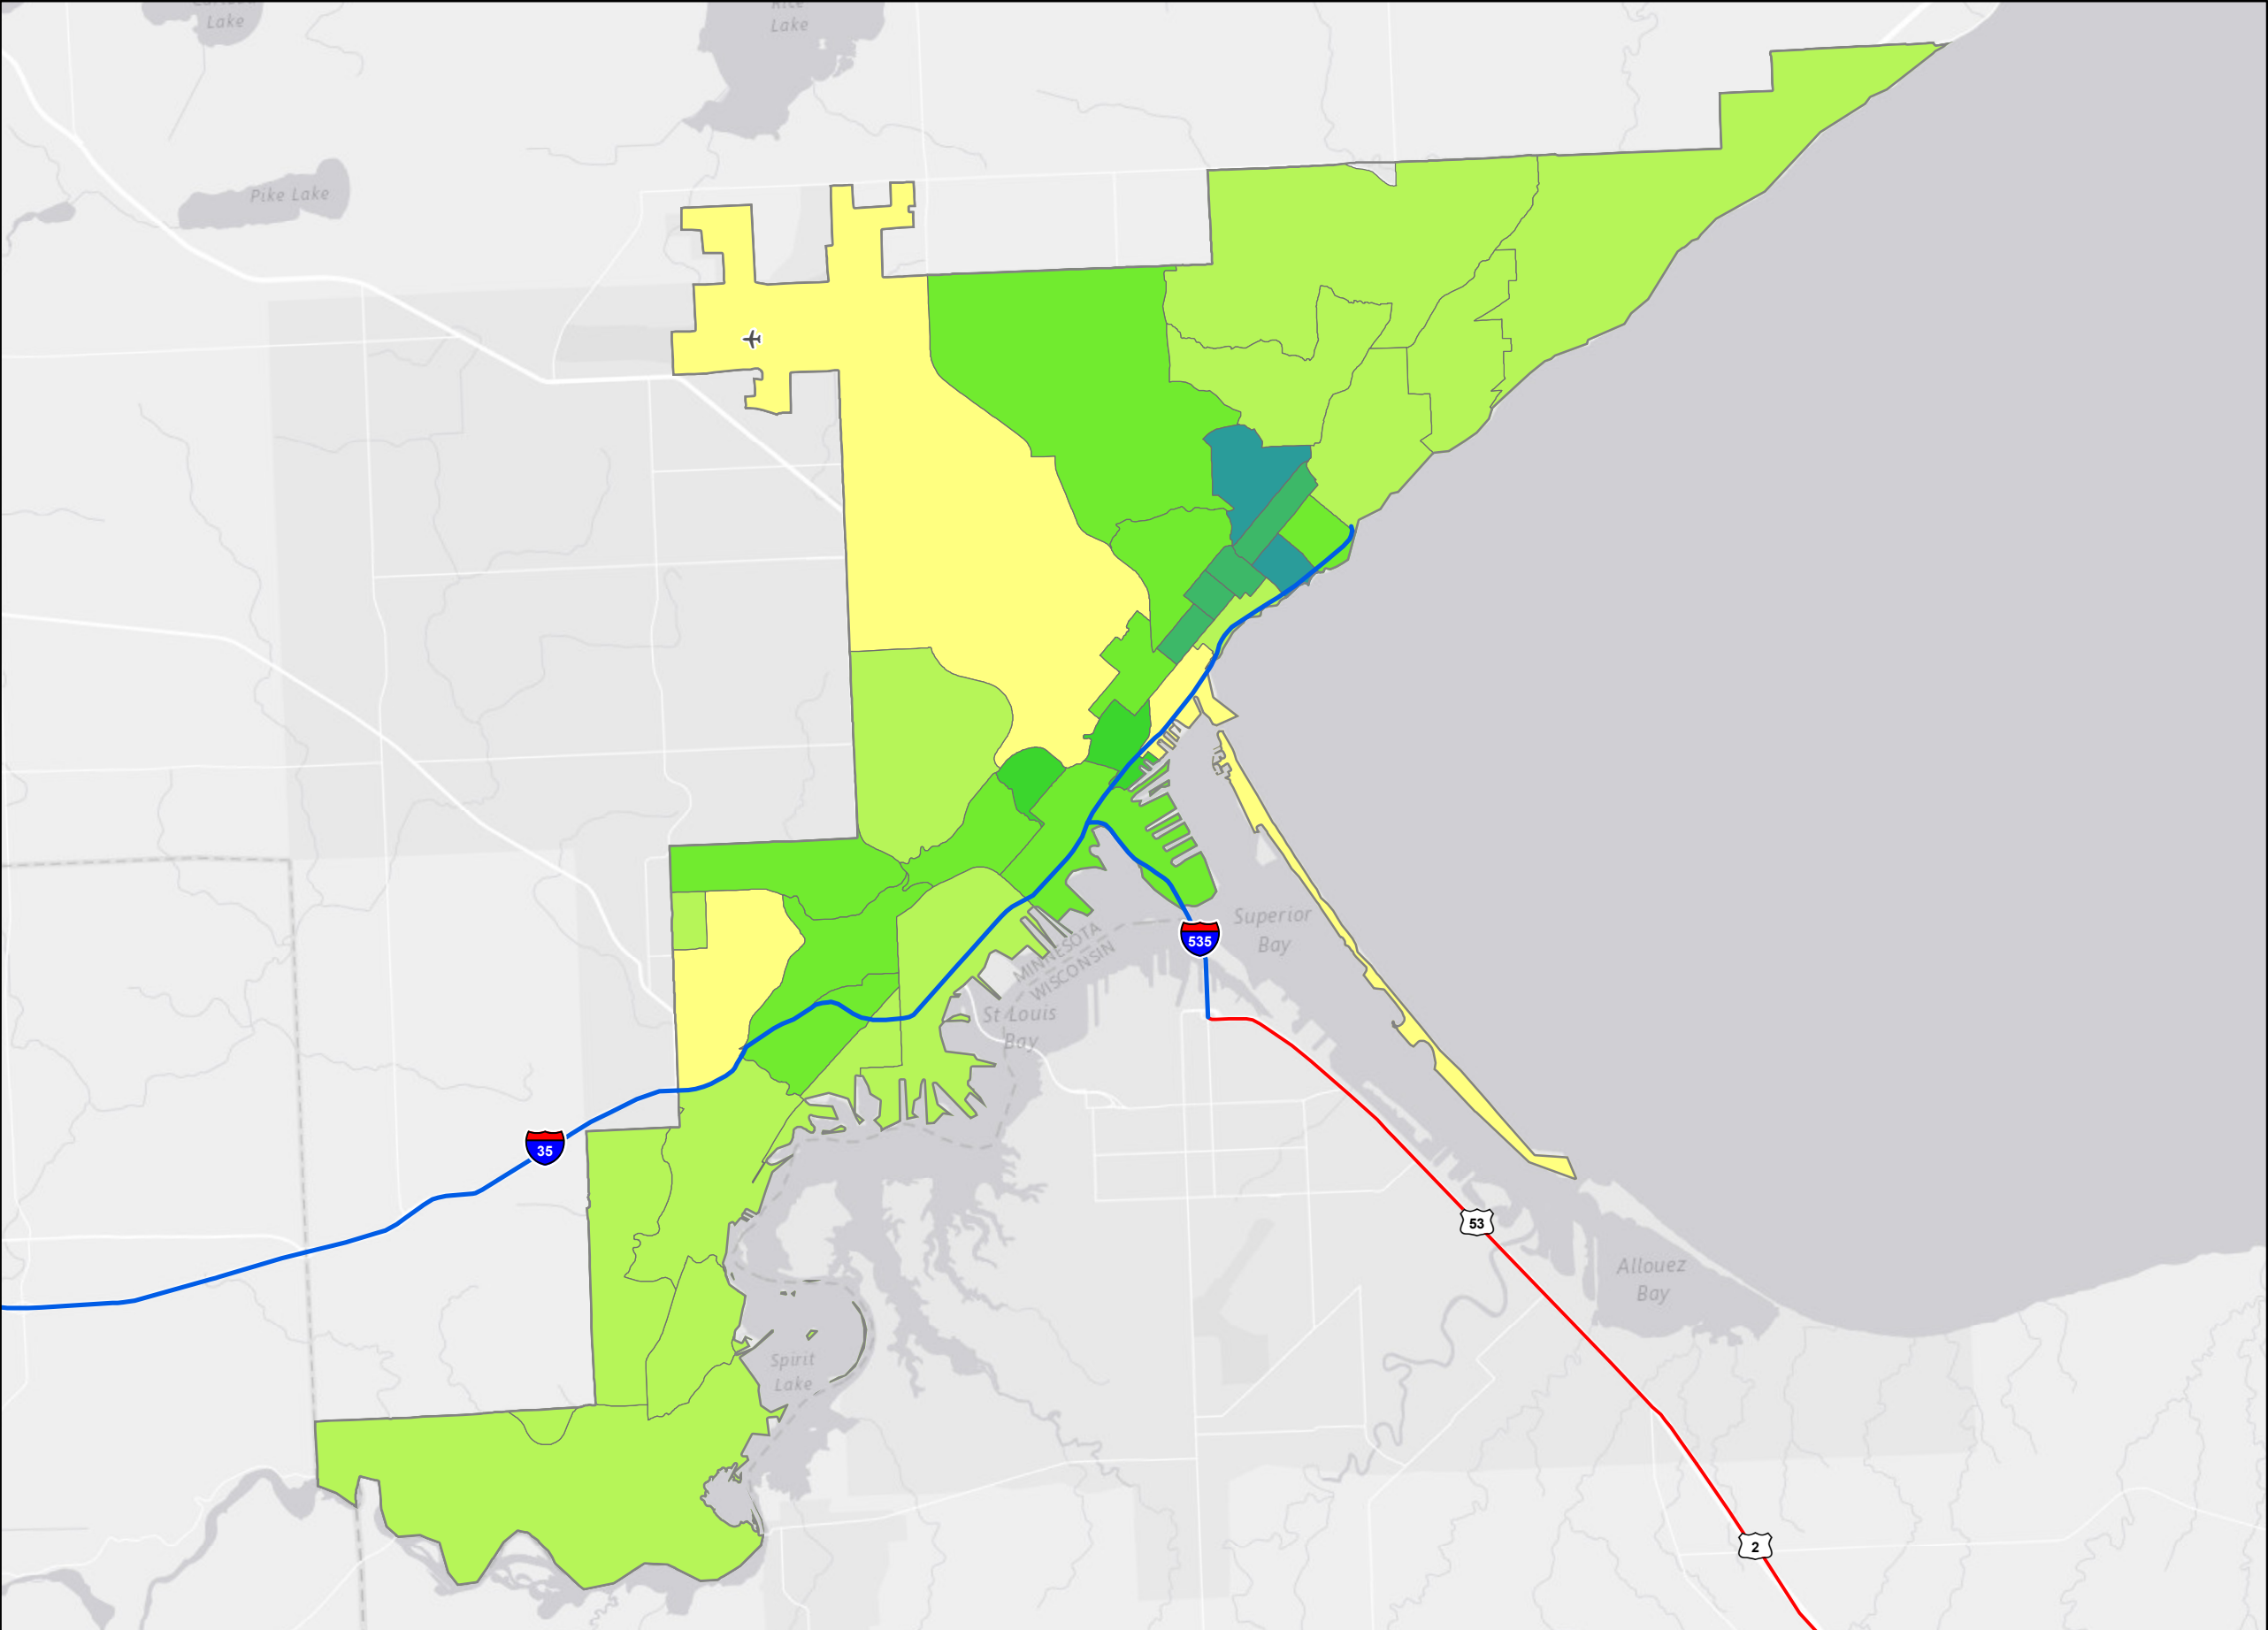 Lake
Rice
Lake
Pike Lake
Superior
Bay
535
MINNESOTA
WISCONSIN
St Louis
Bay
35
53
Allouez
Bay
Spirit
Lake
2